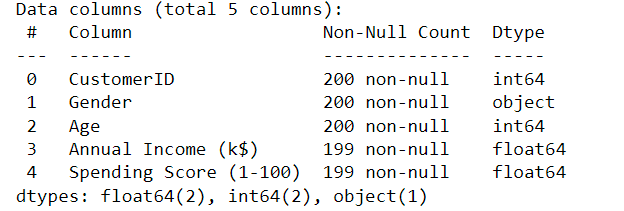 Data columns (total 5 columns):
 #   Column                  Non-Null Count  Dtype
---  ------                  --------------  -----
 0   CustomerID              200 non-null    int64
 1   Gender                  200 non-null    object
 2   Age                     200 non-null    int64
 3   Annual Income (k$)      199 non-null    float64
 4   Spending Score (1-100)  199 non-null    float64
dtypes: float64(2), int64(2), object(1)